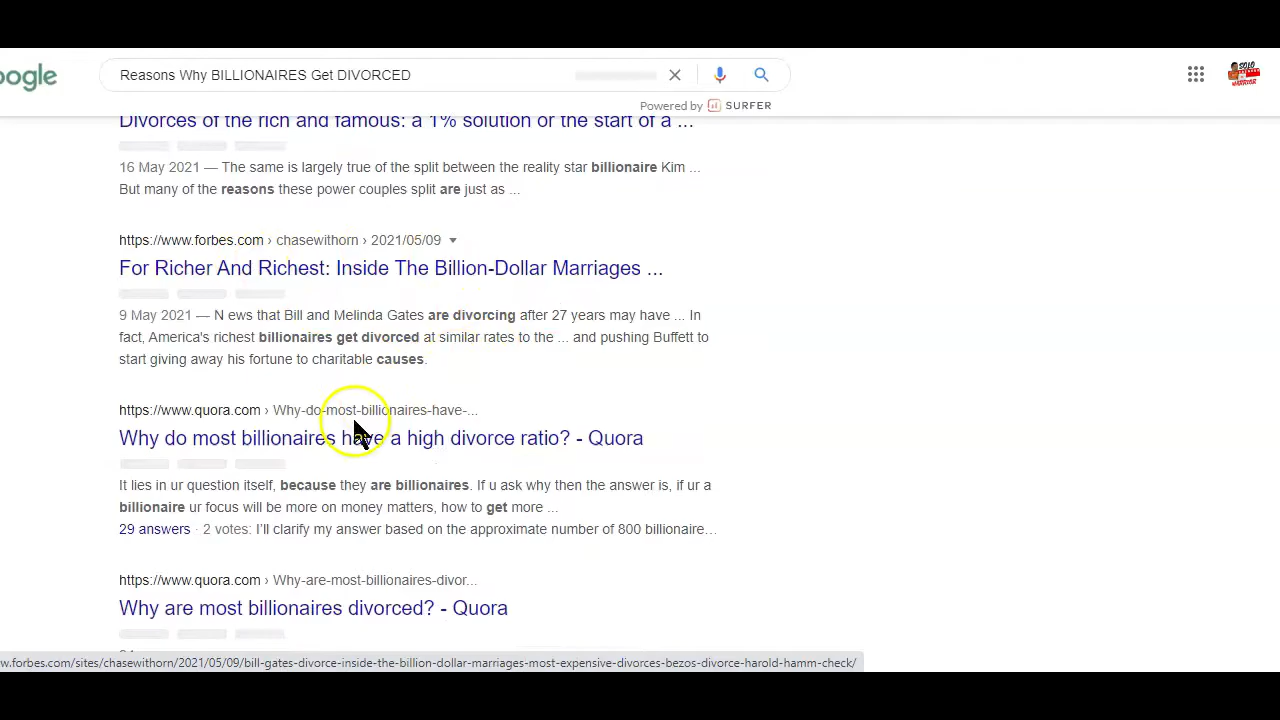 oogle
Reasons Why BILLIONAIRES Get DIVORCED
SOLO
WARRIOR
Powered by SURFER
Divorces of the rich and famous: a 1% solution or the start of a ...
16 May 2021 — The same is largely true of the split between the reality star billionaire Kim ...
But many of the reasons these power couples split are just as ...
https://www.forbes.com › chasewithorn › 2021/05/09
For Richer And Richest: Inside The Billion-Dollar Marriages ...
9 May 2021 — N ews that Bill and Melinda Gates are divorcing after 27 years may have ... In
fact, America's richest billionaires get divorced at similar rates to the ... and pushing Buffett to
start giving away his fortune to charitable causes.
https://www.quora.com › Why-do-most-billionaires-have-...
Why do most billionaires have a high divorce ratio? - Quora
It lies in ur question itself, because they are billionaires. If u ask why then the answer is, if ur a
billionaire ur focus will be more on money matters, how to get more ...
29 answers · 2 votes: I'll clarify my answer based on the approximate number of 800 billionaire...
https://www.quora.com › Why-are-most-billionaires-divor...
Why are most billionaires divorced? - Quora
w.forbes.com/sites/chasewithorn/2021/05/09/bill-gates-divorce-inside-the-billion-dollar-marriages-most-expensive-divorces-bezos-divorce-harold-hamm-check/